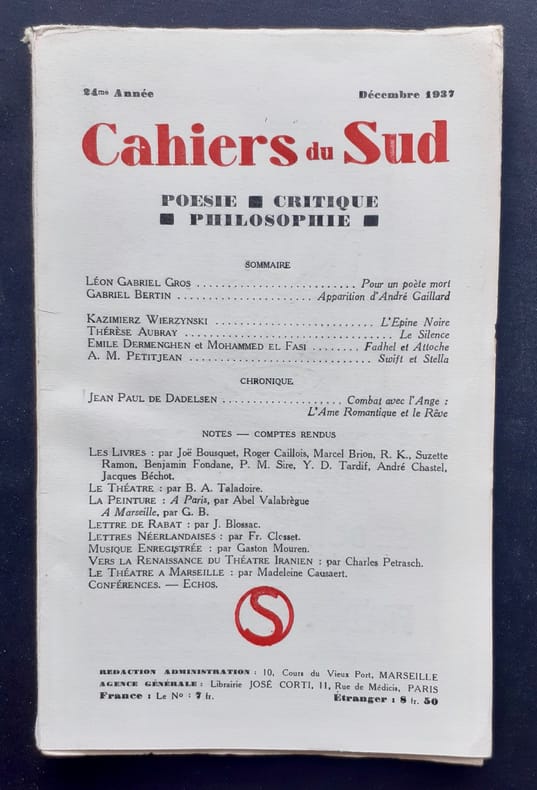 24me Année Décembre 1937
Cahiers du Sud
POESIE ■ CRITIQUE
■ PHILOSOPHIE ■
SOMMAIRE
LÉON GABRIEL GROS .......................... Pour un poète mort
GABRIEL BERTIN ...................... Apparition d'André Gaillard
KAZIMIERZ WIERZYNSKI .......................... L'Epine Noire
THÉRÈSE AUBRAY .................................. Le Silence
EMILE DERMENGHEN et MOHAMMED EL FASI ........ Fadhel et Attoche
A. M. PETITJEAN ............................... Swift et Stella
CHRONIQUE
JEAN PAUL DE DADELSEN .................... Combat avec l'Ange :
L'Ame Romantique et le Rêve
NOTES — COMPTES RENDUS
LES LIVRES : par Joë Bousquet, Roger Caillois, Marcel Brion, R. K., Suzette
Ramon, Benjamin Fondane, P. M. Sire, Y. D. Tardif, André Chastel,
Jacques Béchot.
LE THÉATRE : par B. A. Taladoire.
LA PEINTURE : A Paris, par Abel Valabrègue
A Marseille, par G. B.
LETTRE DE RABAT : par J. Blossac.
LETTRES NÉERLANDAISES : par Fr. Closset.
MUSIQUE ENREGISTRÉE : par Gaston Mouren.
VERS LA RENAISSANCE DU THÉATRE IRANIEN : par Charles Petrasch.
LE THÉATRE A MARSEILLE : par Madeleine Causaert.
CONFÉRENCES. — ECHOS.
S
REDACTION ADMINISTRATION : 10, Cours du Vieux Port, MARSEILLE
AGENCE GÉNÉRALE : Librairie JOSÉ CORTI, 11, Rue de Médicis, PARIS
France : Le No : 7 fr. Étranger : 8 fr. 50